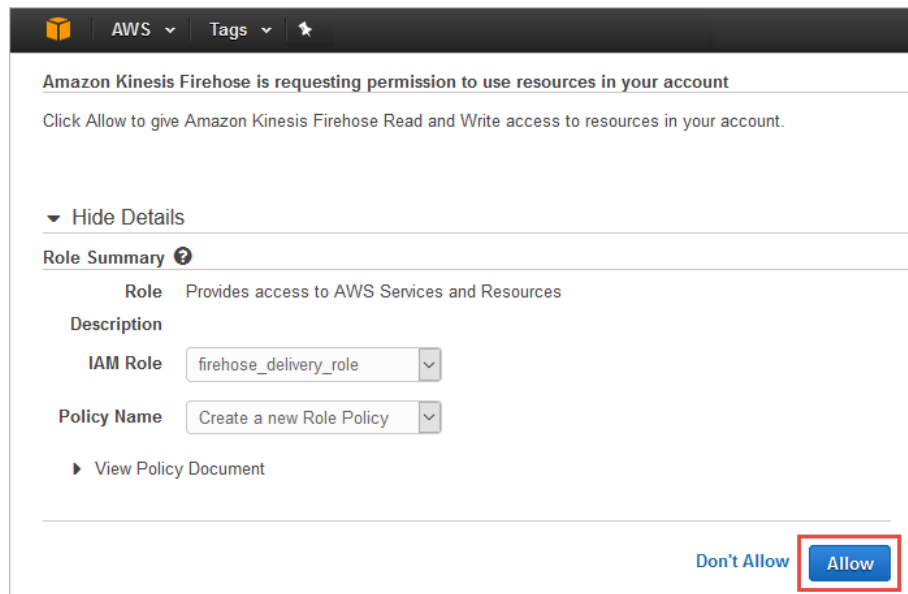 AWS Tags
Amazon Kinesis Firehose is requesting permission to use resources in your account
Click Allow to give Amazon Kinesis Firehose Read and Write access to resources in your account.
Hide Details
Role Summary ?
Role Provides access to AWS Services and Resources
Description
IAM Role firehose_delivery_role
Policy Name Create a new Role Policy
View Policy Document
Don't Allow Allow